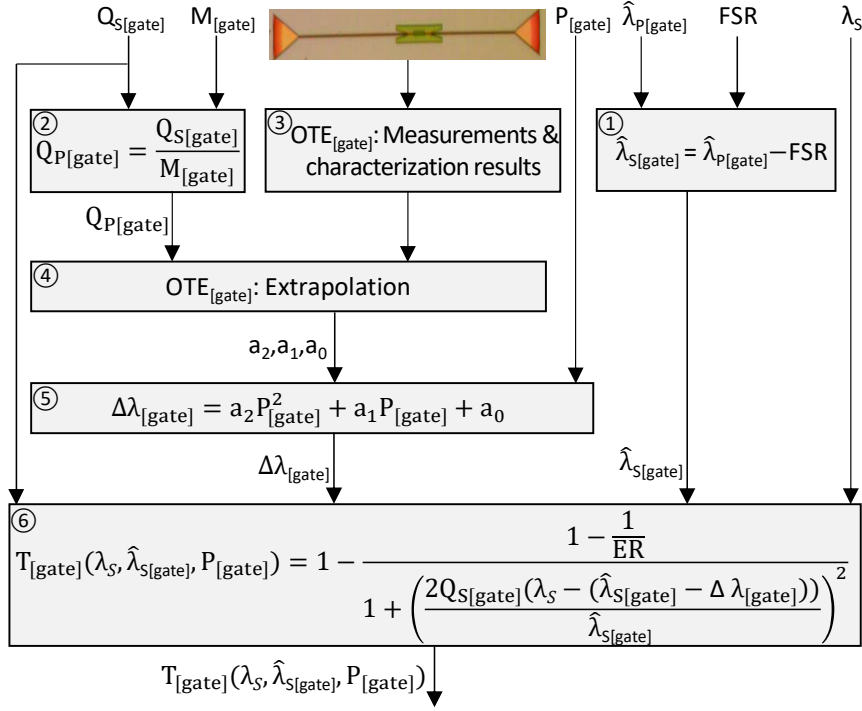 Q_S[gate] M_[gate] P_[gate] λ̂_P[gate] FSR λ_S
② Q_P[gate] = Q_S[gate] / M_[gate]
③ OTE_[gate]: Measurements &
characterization results
① λ̂_S[gate] = λ̂_P[gate] − FSR
Q_P[gate]
④ OTE_[gate]: Extrapolation
a_2,a_1,a_0
⑤ Δλ_[gate] = a_2P_[gate]^2 + a_1P_[gate] + a_0
Δλ_[gate] λ̂_S[gate]
⑥ T_[gate](λ_S, λ̂_S[gate], P_[gate]) = 1 − (1 − 1/ER) / (1 + (2Q_S[gate](λ_S − (λ̂_S[gate] − Δ λ_[gate])) / λ̂_S[gate])^2)
T_[gate](λ_S, λ̂_S[gate], P_[gate])